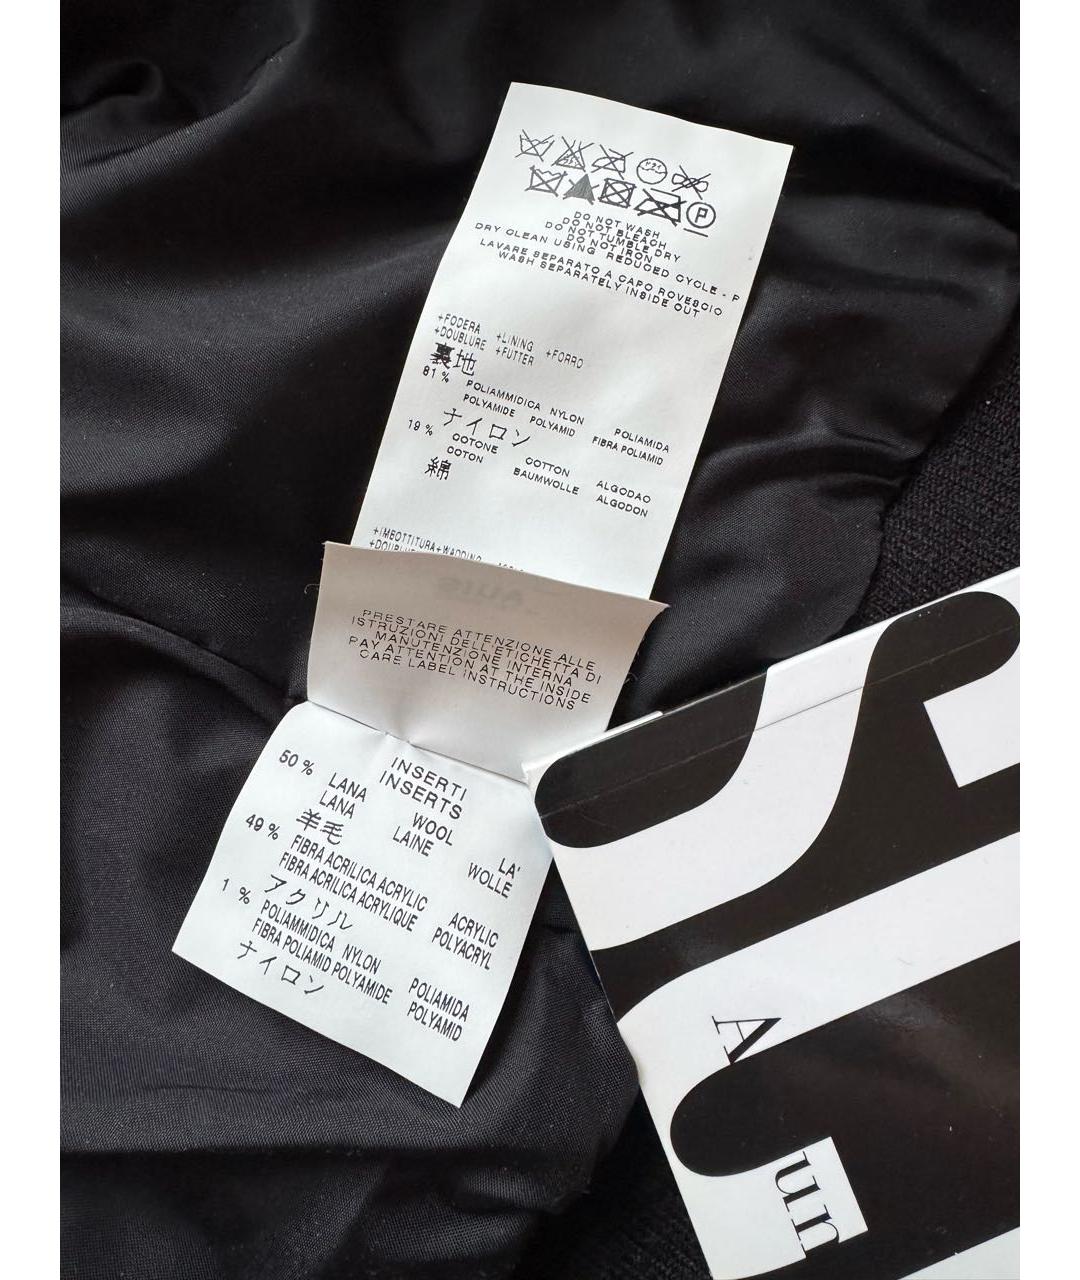 DO NOT WASH
DO NOT BLEACH
DO NOT TUMBLE DRY
DO NOT IRON
DRY CLEAN USING REDUCED CYCLE - P
LAVARE SEPARATO A CAPO ROVESCIO
WASH SEPARATELY INSIDE OUT
+FODERA +LINING +FORRO
+DOUBLURE +FUTTER
裏地
81 % POLIAMMIDICA NYLON POLIAMIDA
POLYAMIDE POLYAMID FIBRA POLIAMID
ナイロン
19 % COTONE COTTON ALGODAO
COTON BAUMWOLLE ALGODON
綿
+IMBOTTITURA+WADDING
PRESTARE ATTENZIONE ALLE
ISTRUZIONI DELL'ETICHETTA DI
MANUTENZIONE INTERNA
PAY ATTENTION AT THE INSIDE
CARE LABEL INSTRUCTIONS
INSERTI
INSERTS
50 % LANA WOOL LA'
LANA LAINE WOLLE
羊毛
49 % FIBRA ACRILICA ACRYLIC ACRYLIC
FIBRA ACRILICA ACRYLIQUE POLYACRYL
アクリル
1 % POLIAMMIDICA NYLON POLIAMIDA
FIBRA POLIAMID POLYAMIDE POLYAMID
ナイロン
A
un
P